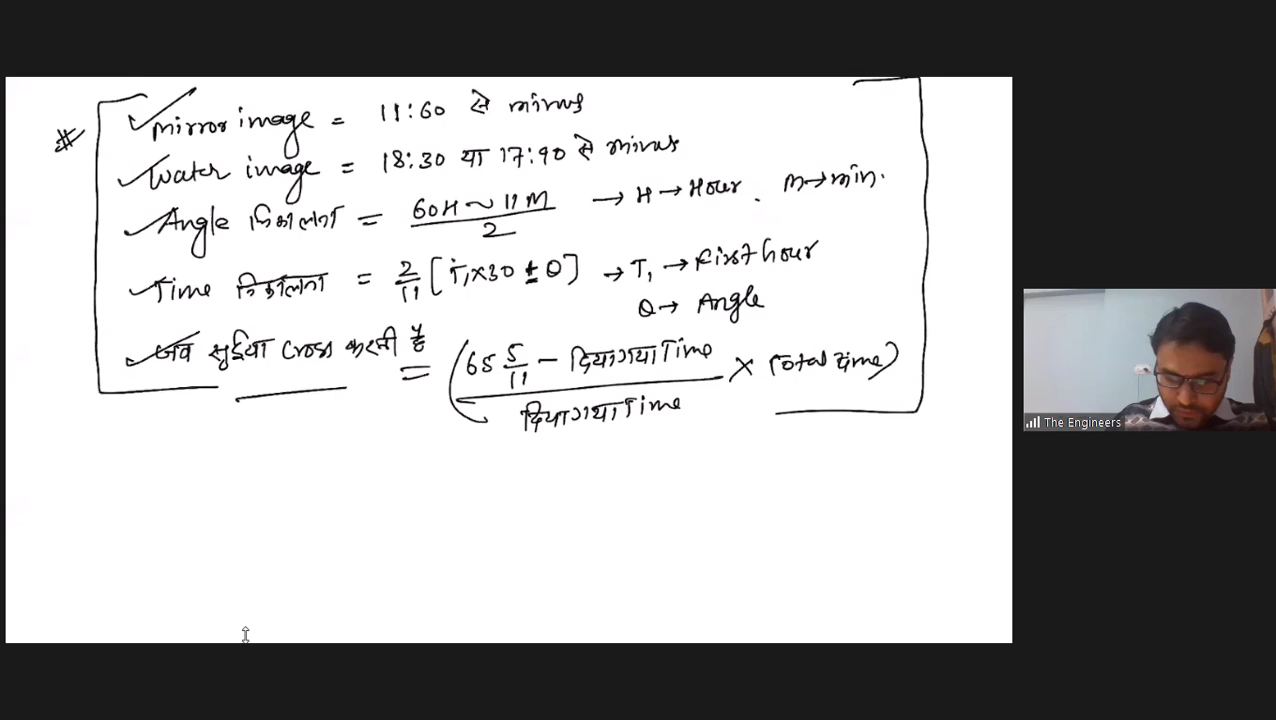 # ✓ Mirror image = 11:60 से minus
✓ Water image = 18:30 या 17:90 से minus
✓ Angle निकालना = 60H ~ 11M / 2 → H → Hour. M → min.
✓ Time निकालना = 2/11 [T₁×30 ± θ] → T₁ → First hour
θ → Angle
✓ जब सुईया Cross करती है = (65 5/11 − दिया गया Time / दिया गया Time × Total time)
The Engineers